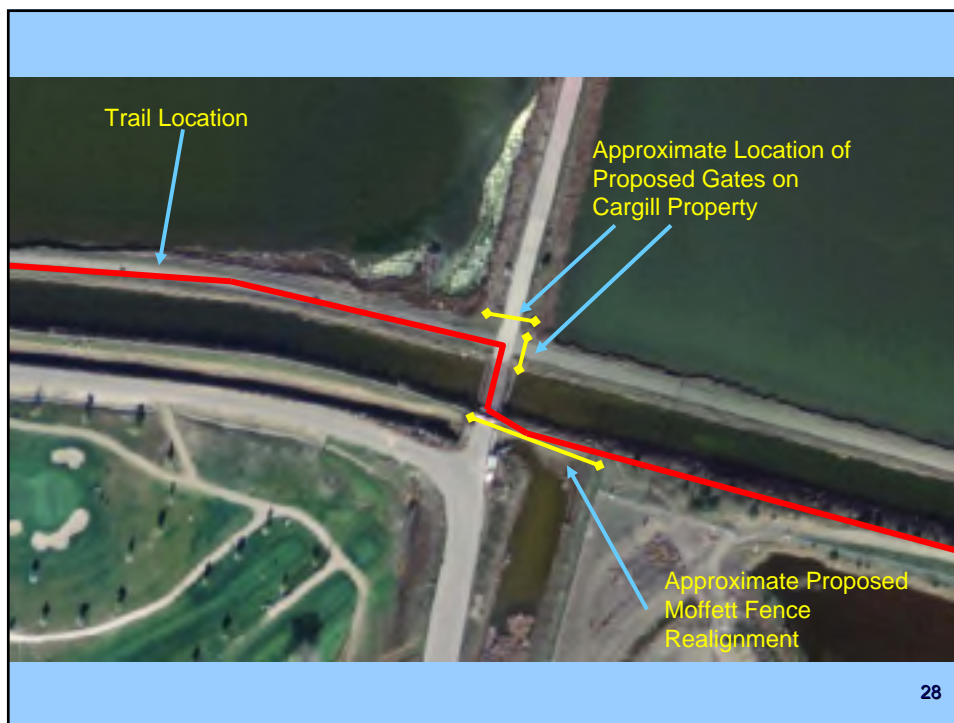 Trail Location
Approximate Location of
Proposed Gates on
Cargill Property
Approximate Proposed
Moffett Fence
Realignment
28